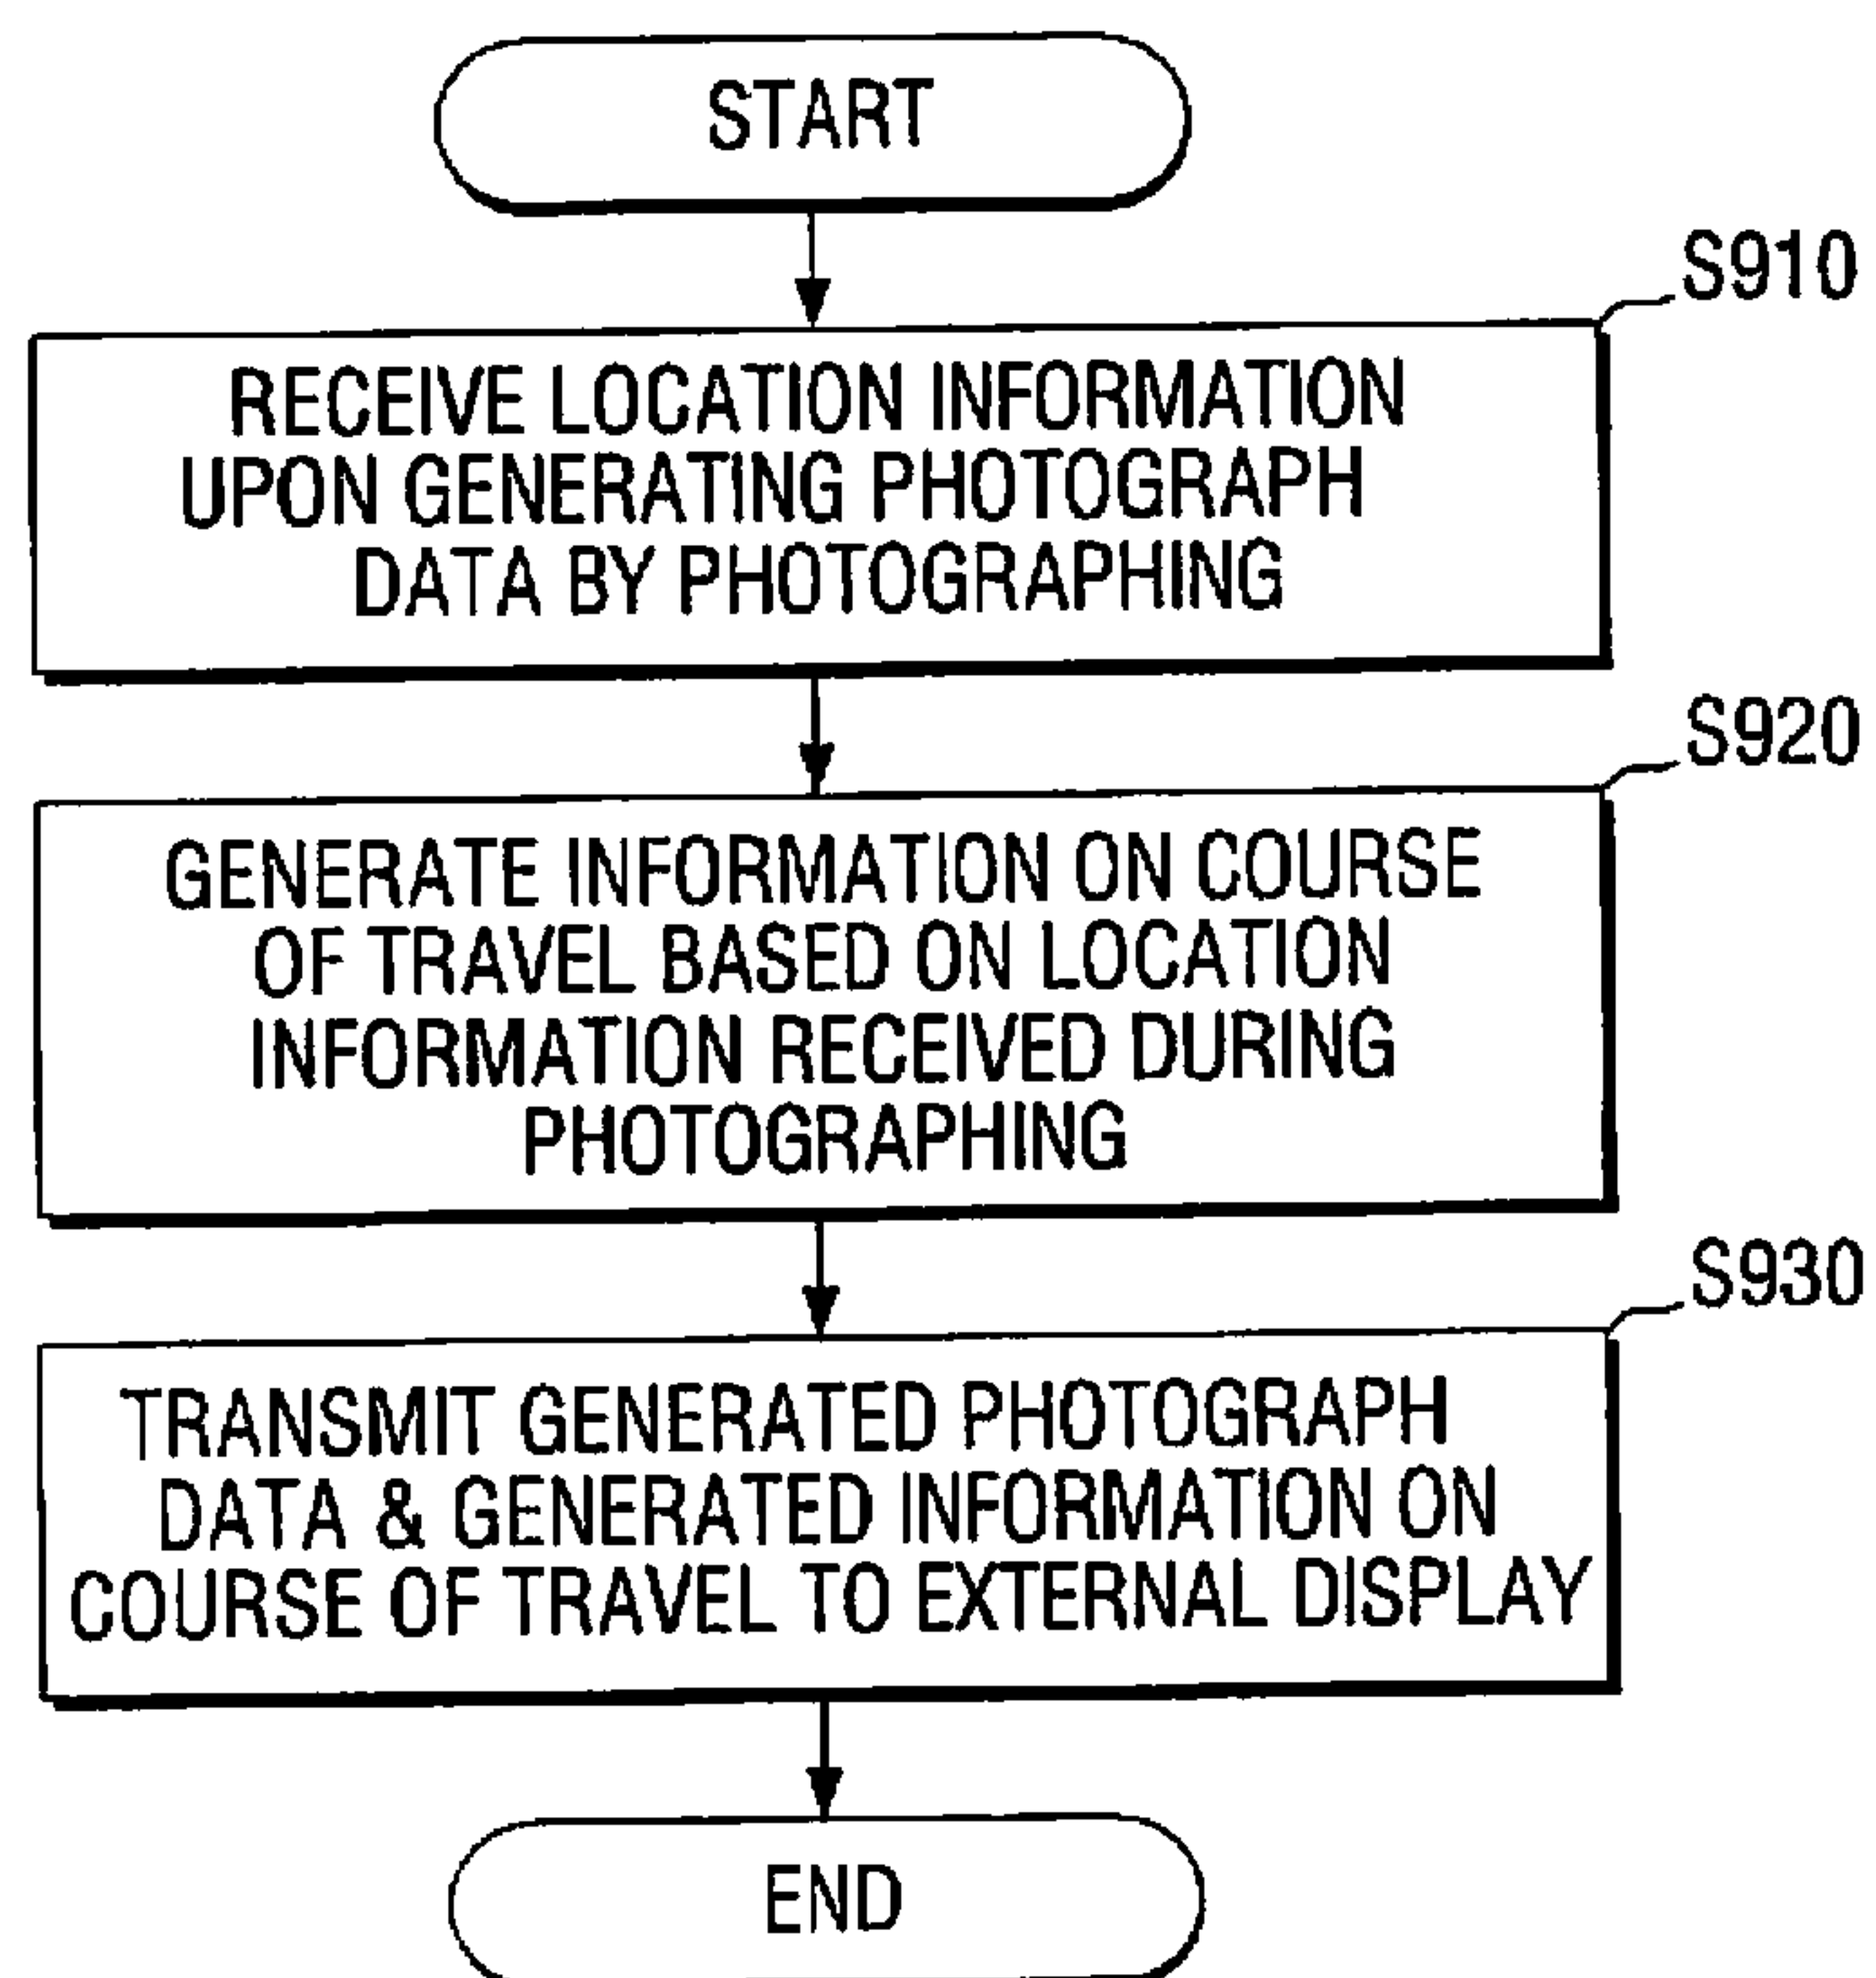 START
S910
RECEIVE LOCATION INFORMATION
UPON GENERATING PHOTOGRAPH
DATA BY PHOTOGRAPHING
S920
GENERATE INFORMATION ON COURSE
OF TRAVEL BASED ON LOCATION
INFORMATION RECEIVED DURING
PHOTOGRAPHING
S930
TRANSMIT GENERATED PHOTOGRAPH
DATA & GENERATED INFORMATION ON
COURSE OF TRAVEL TO EXTERNAL DISPLAY
END